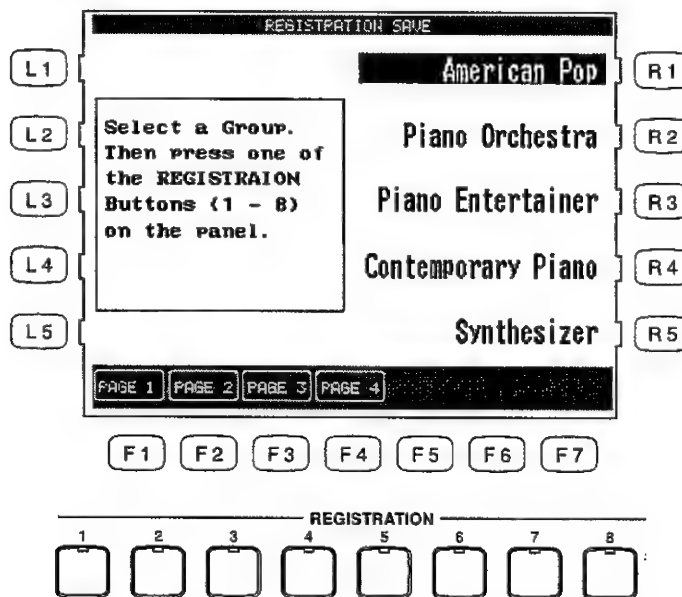 REGISTRATION SAVE
L1
American Pop
R1
L2
Select a Group.
Then press one of
the REGISTRAION
Buttons (1 - 8)
on the panel.
Piano Orchestra
R2
L3
Piano Entertainer
R3
L4
Contemporary Piano
R4
L5
Synthesizer
R5
PAGE 1 PAGE 2 PAGE 3 PAGE 4
F1 F2 F3 F4 F5 F6 F7
REGISTRATION
1 2 3 4 5 6 7 8